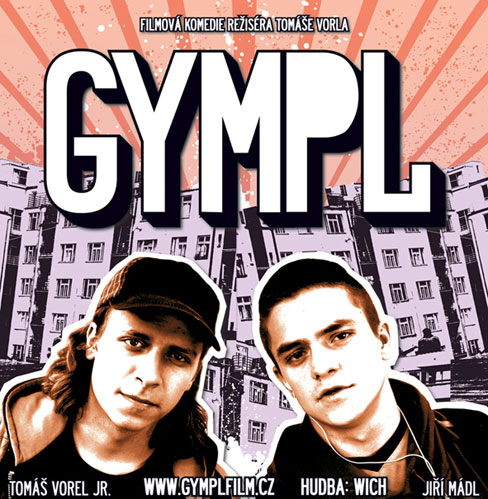 FILMOVÁ KOMEDIE REŽISÉRA TOMÁŠE VORLA
GYMPL
TOMÁŠ VOREL JR. WWW.GYMPLFILM.CZ HUDBA: WICH JIŘÍ MÁDL